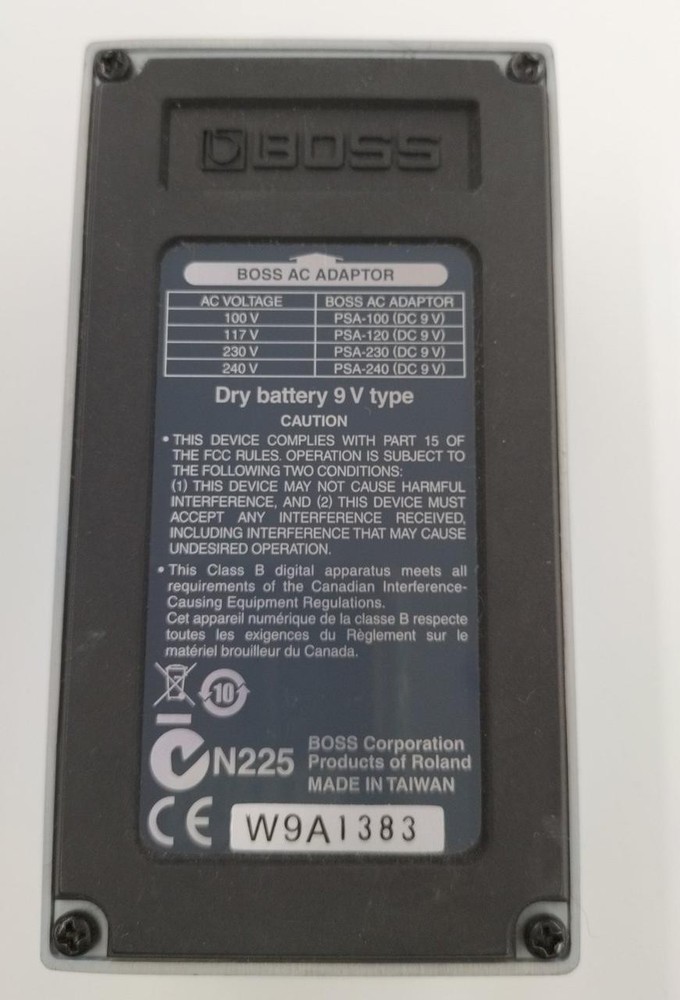 BOSS
BOSS AC ADAPTOR
AC VOLTAGE BOSS AC ADAPTOR
100 V PSA-100 (DC 9 V)
117 V PSA-120 (DC 9 V)
230 V PSA-230 (DC 9 V)
240 V PSA-240 (DC 9 V)
Dry battery 9 V type
CAUTION
• THIS DEVICE COMPLIES WITH PART 15 OF
THE FCC RULES. OPERATION IS SUBJECT TO
THE FOLLOWING TWO CONDITIONS:
(1) THIS DEVICE MAY NOT CAUSE HARMFUL
INTERFERENCE, AND (2) THIS DEVICE MUST
ACCEPT ANY INTERFERENCE RECEIVED,
INCLUDING INTERFERENCE THAT MAY CAUSE
UNDESIRED OPERATION.
• This Class B digital apparatus meets all
requirements of the Canadian Interference-
Causing Equipment Regulations.
Cet appareil numérique de la classe B respecte
toutes les exigences du Règlement sur le
matériel brouilleur du Canada.
10
N225
BOSS Corporation
Products of Roland
MADE IN TAIWAN
CE
W9A1383